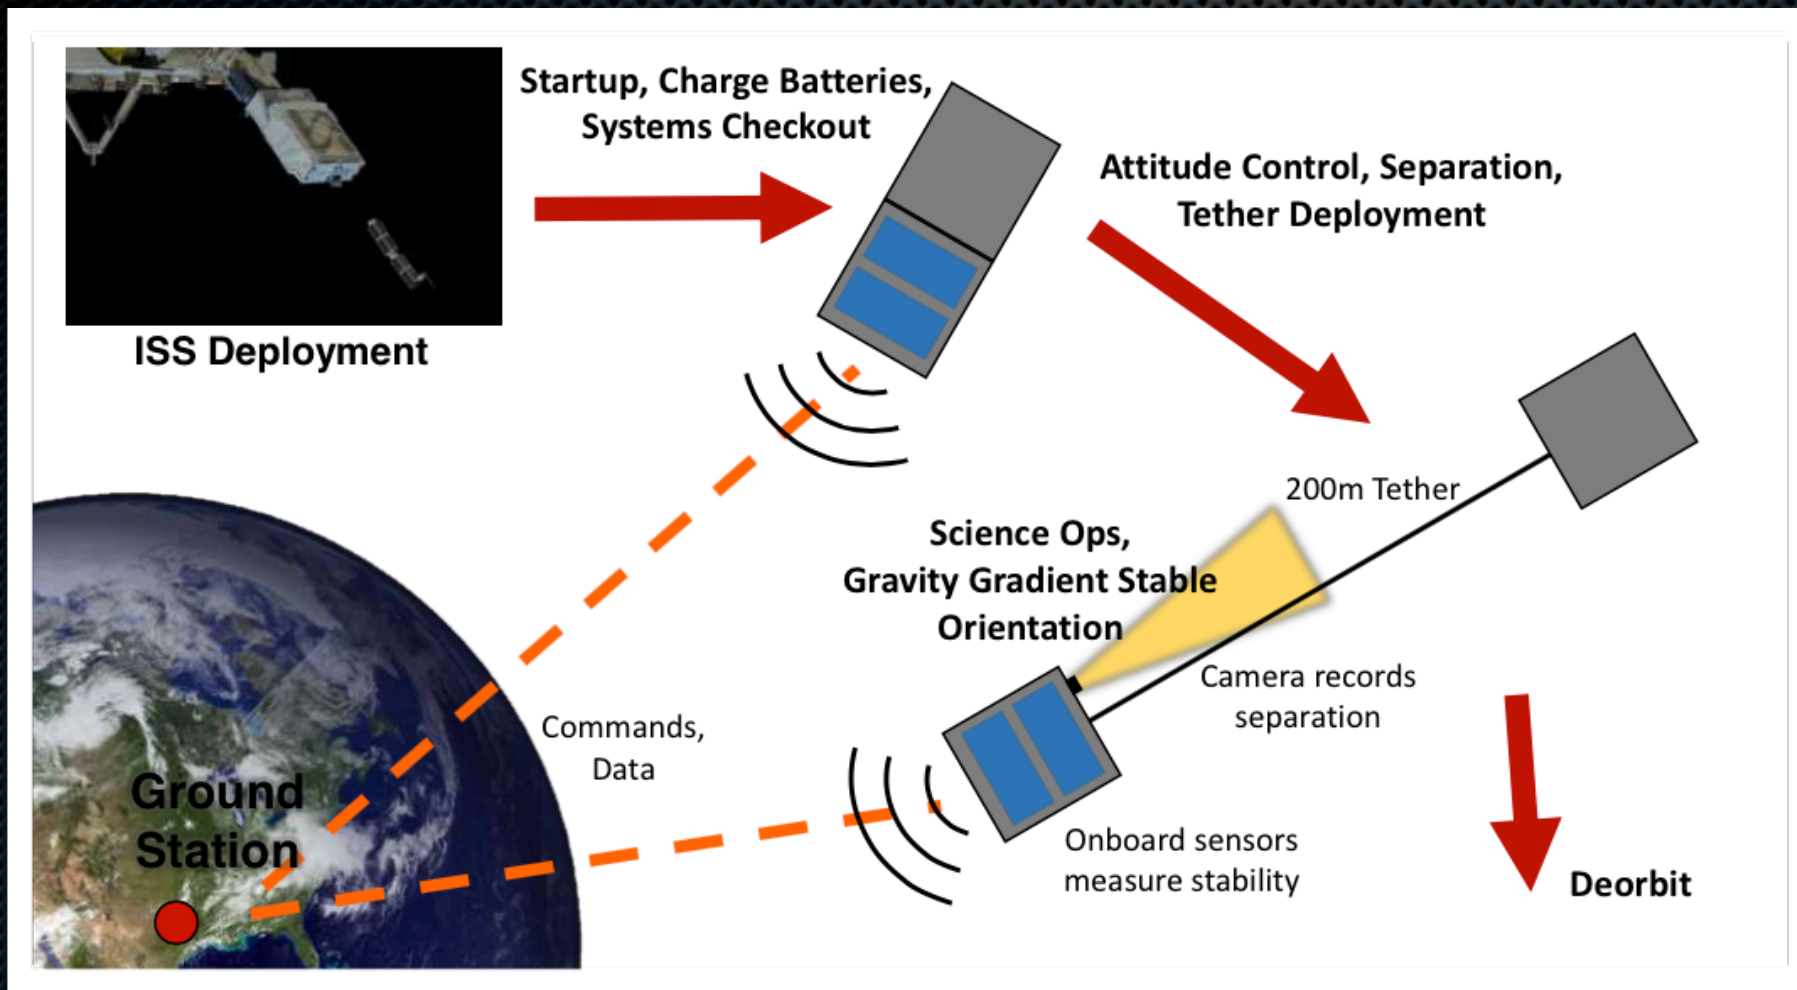 Startup, Charge Batteries,
Systems Checkout
ISS Deployment
Attitude Control, Separation,
Tether Deployment
200m Tether
Science Ops,
Gravity Gradient Stable
Orientation
Camera records
separation
Commands,
Data
Ground
Station
Onboard sensors
measure stability
Deorbit